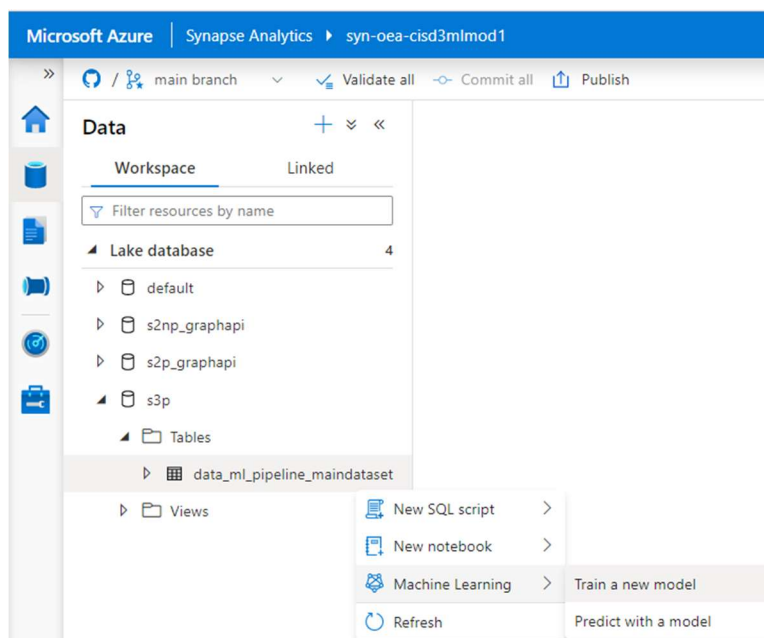 Microsoft Azure Synapse Analytics syn-oea-cisd3mlmod1
/ main branch Validate all Commit all Publish
Data
Workspace Linked
Filter resources by name
Lake database 4
default
s2np_graphapi
s2p_graphapi
s3p
Tables
data_ml_pipeline_maindataset
Views
New SQL script
New notebook
Machine Learning
Train a new model
Refresh
Predict with a model